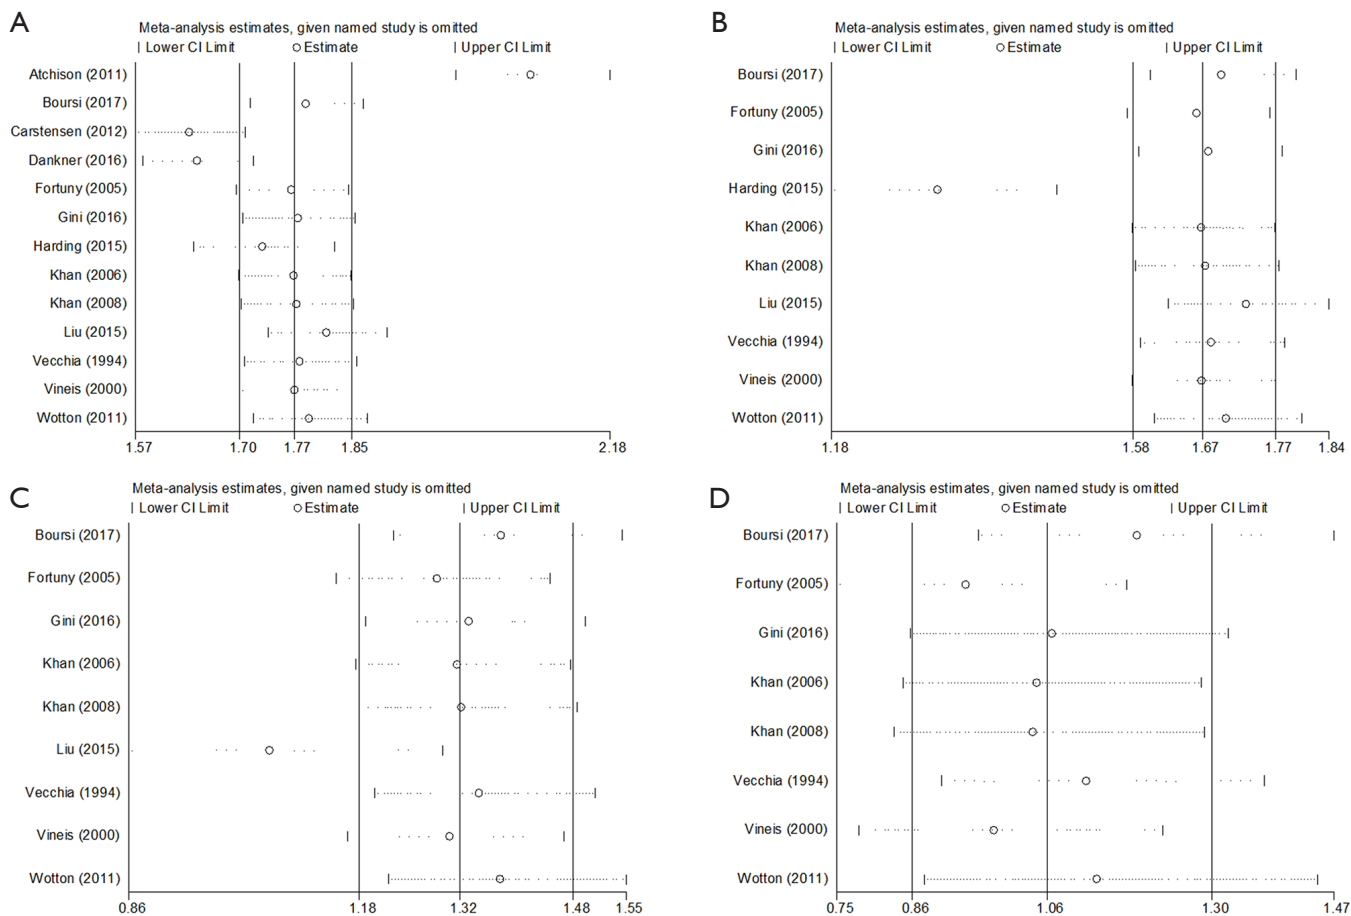 A
Meta-analysis estimates, given named study is omitted
| Lower CI Limit ○ Estimate | Upper CI Limit
Atchison (2011)
Boursi (2017)
Carstensen (2012)
Dankner (2016)
Fortuny (2005)
Gini (2016)
Harding (2015)
Khan (2006)
Khan (2008)
Liu (2015)
Vecchia (1994)
Vineis (2000)
Wotton (2011)
1.57 1.70 1.77 1.85 2.18
B
Meta-analysis estimates, given named study is omitted
| Lower CI Limit ○ Estimate | Upper CI Limit
Boursi (2017)
Fortuny (2005)
Gini (2016)
Harding (2015)
Khan (2006)
Khan (2008)
Liu (2015)
Vecchia (1994)
Vineis (2000)
Wotton (2011)
1.18 1.58 1.67 1.77 1.84
C
Meta-analysis estimates, given named study is omitted
| Lower CI Limit ○ Estimate | Upper CI Limit
Boursi (2017)
Fortuny (2005)
Gini (2016)
Khan (2006)
Khan (2008)
Liu (2015)
Vecchia (1994)
Vineis (2000)
Wotton (2011)
0.86 1.18 1.32 1.48 1.55
D
Meta-analysis estimates, given named study is omitted
| Lower CI Limit ○ Estimate | Upper CI Limit
Boursi (2017)
Fortuny (2005)
Gini (2016)
Khan (2006)
Khan (2008)
Vecchia (1994)
Vineis (2000)
Wotton (2011)
0.75 0.86 1.06 1.30 1.47